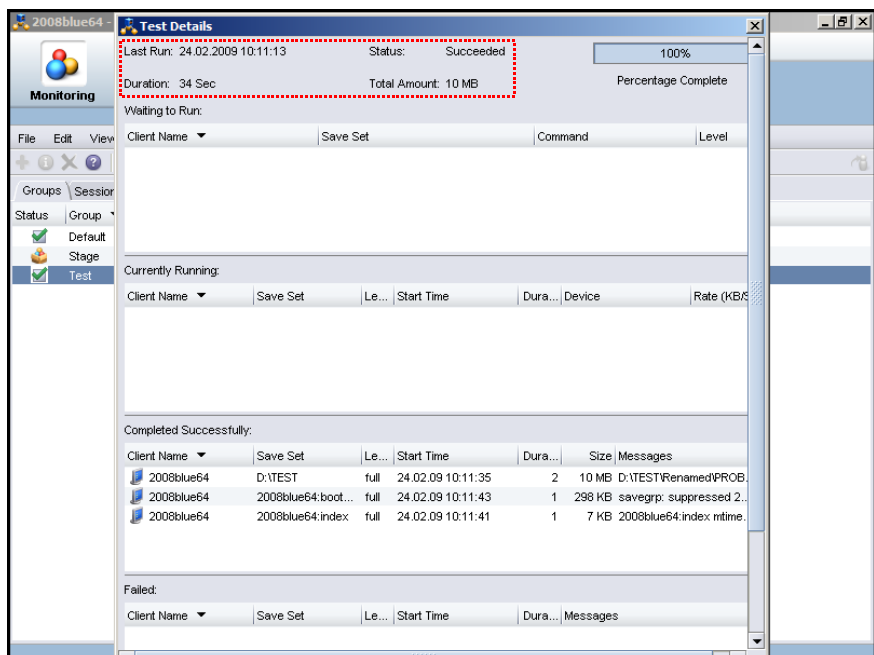 2008blue64 -
Test Details
Monitoring
File Edit View
Groups Session
Status Group
Default
Stage
Test
Last Run: 24.02.2009 10:11:13 Status: Succeeded
100%
Duration: 34 Sec Total Amount: 10 MB
Percentage Complete
Waiting to Run:
Client Name Save Set Command Level
Currently Running:
Client Name Save Set Le... Start Time Dura... Device Rate (KB/S
Completed Successfully:
Client Name Save Set Le... Start Time Dura... Size Messages
2008blue64 D:\TEST full 24.02.09 10:11:35 2 10 MB D:\TEST\Renamed\PROB.
2008blue64 2008blue64:boot... full 24.02.09 10:11:43 1 298 KB savegrp: suppressed 2..
2008blue64 2008blue64:index full 24.02.09 10:11:41 1 7 KB 2008blue64:index mtime.
Failed:
Client Name Save Set Le... Start Time Dura... Messages